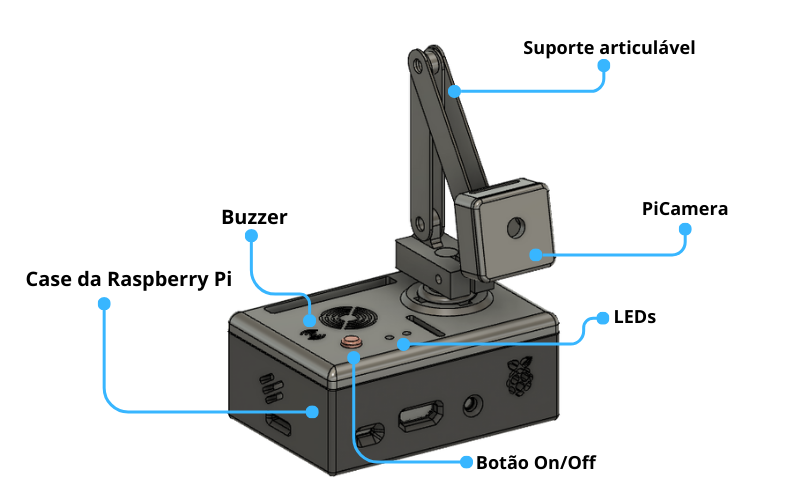 Suporte articulável
PiCamera
Buzzer
Case da Raspberry Pi
LEDs
Botão On/Off